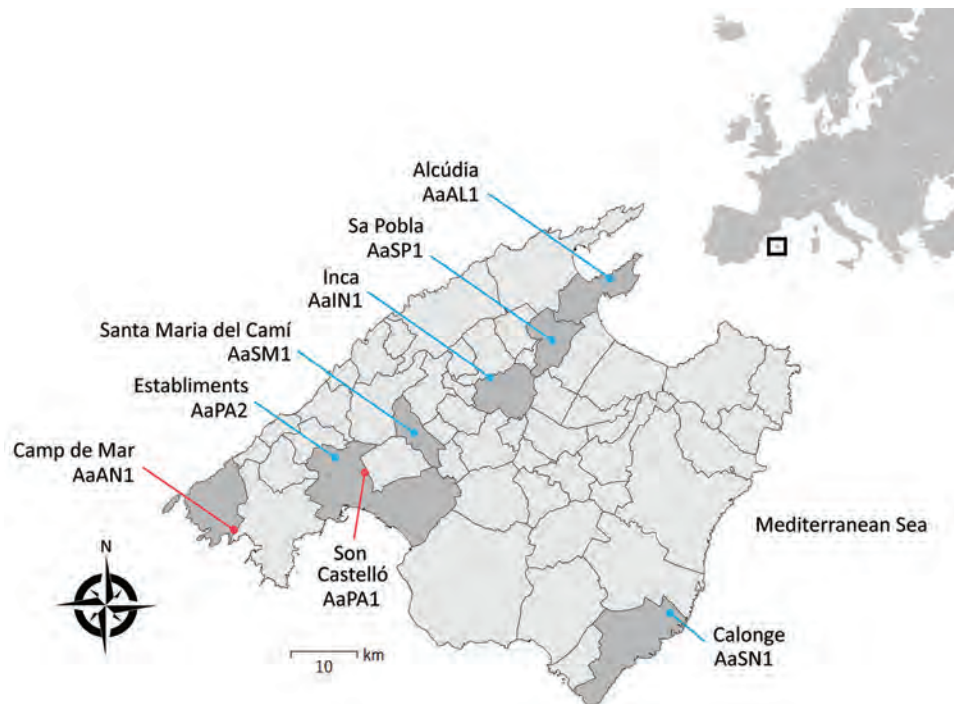 Alcúdia
AaAL1
Sa Pobla
AaSP1
Inca
AaIN1
Santa Maria del Camí
AaSM1
Establiments
AaPA2
Camp de Mar
AaAN1
Mediterranean Sea
N
Son
Castelló
AaPA1
Calonge
AaSN1
10
km